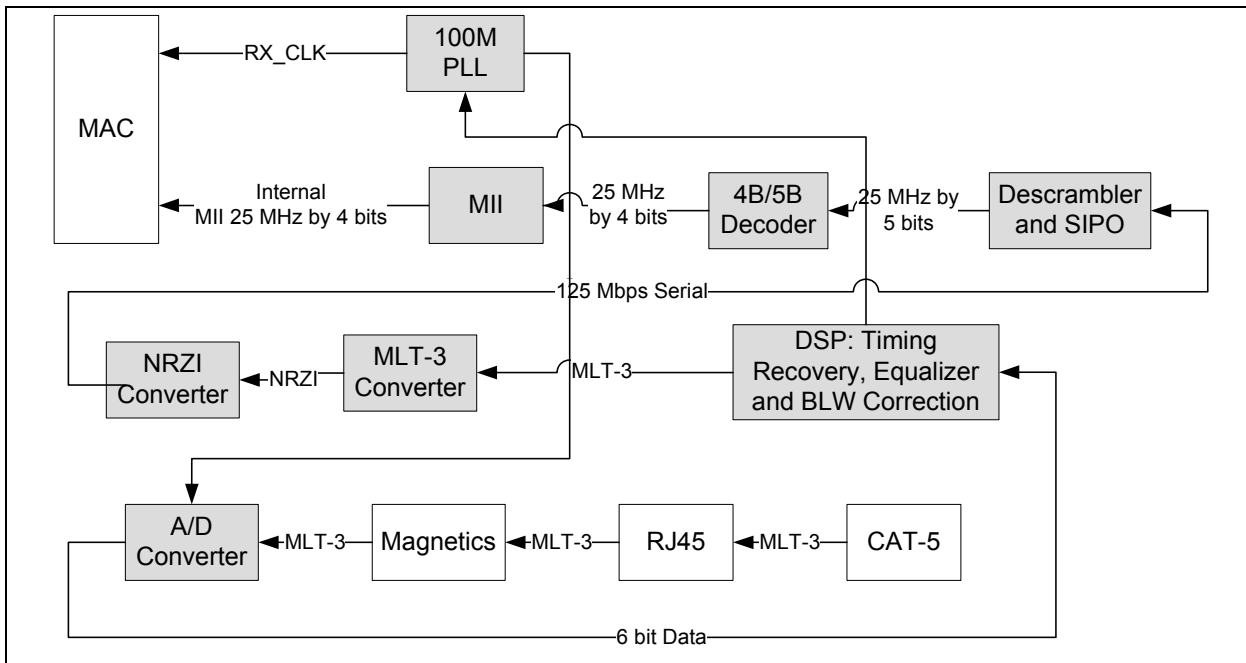 100M
PLL
RX_CLK
MAC
Internal
MII 25 MHz by 4 bits
MII
25 MHz
by 4 bits
4B/5B
Decoder
25 MHz by
5 bits
Descrambler
and SIPO
125 Mbps Serial
NRZI
Converter
NRZI
MLT-3
Converter
MLT-3
DSP: Timing
Recovery, Equalizer
and BLW Correction
A/D
Converter
MLT-3
Magnetics
MLT-3
RJ45
MLT-3
CAT-5
6 bit Data